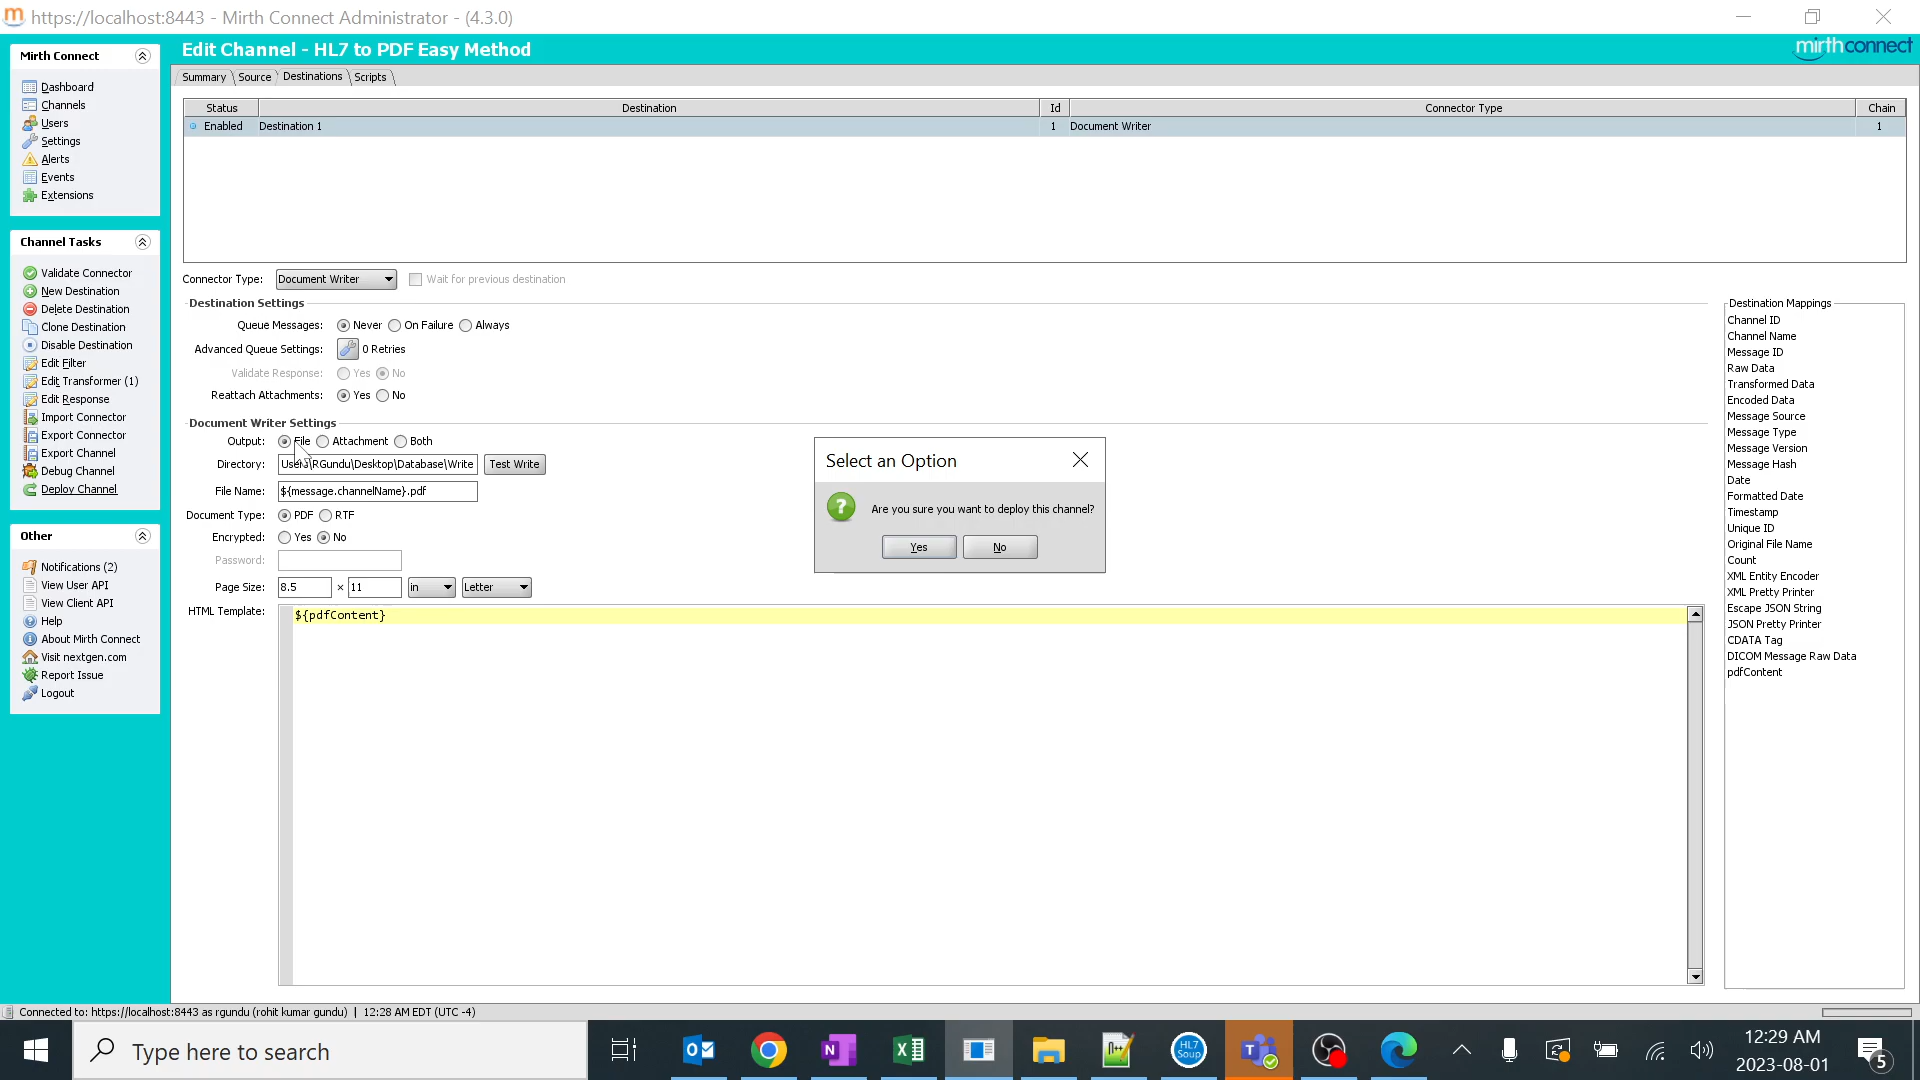 https://localhost:8443 - Mirth Connect Administrator - (4.3.0)
Mirth Connect
Dashboard
Channels
Users
Settings
Alerts
Events
Extensions
Channel Tasks
Validate Connector
New Destination
Delete Destination
Clone Destination
Disable Destination
Edit Filter
Edit Transformer (1)
Edit Response
Import Connector
Export Connector
Export Channel
Debug Channel
Deploy Channel
Other
Notifications (2)
View User API
View Client API
Help
About Mirth Connect
Visit nextgen.com
Report Issue
Logout
Edit Channel - HL7 to PDF Easy Method
mirthconnect
Summary Source Destinations Scripts
Status Destination Id Connector Type Chain
Enabled Destination 1 1 Document Writer 1
Connector Type: Document Writer Wait for previous destination
Destination Settings
Queue Messages: Never On Failure Always
Advanced Queue Settings: 0 Retries
Validate Response: Yes No
Reattach Attachments: Yes No
Document Writer Settings
Output: File Attachment Both
Directory: Users\RGundu\Desktop\Database\Write Test Write
File Name: ${message.channelName}.pdf
Document Type: PDF RTF
Encrypted: Yes No
Password:
Page Size: 8.5 × 11 in Letter
HTML Template: ${pdfContent}
Select an Option
Are you sure you want to deploy this channel?
Yes No
Destination Mappings
Channel ID
Channel Name
Message ID
Raw Data
Transformed Data
Encoded Data
Message Source
Message Type
Message Version
Message Hash
Date
Formatted Date
Timestamp
Unique ID
Original File Name
Count
XML Entity Encoder
XML Pretty Printer
Escape JSON String
JSON Pretty Printer
CDATA Tag
DICOM Message Raw Data
pdfContent
Connected to: https://localhost:8443 as rgundu (rohit kumar gundu) | 12:28 AM EDT (UTC -4)
Type here to search
HL7
Soup
12:29 AM
2023-08-01
5